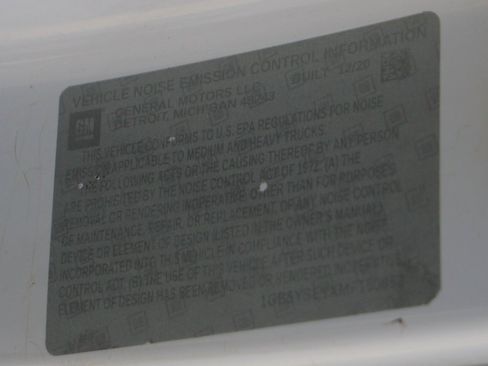 VEHICLE NOISE EMISSION CONTROL INFORMATION
GENERAL MOTORS LLC BUILT: 12/20
GM DETROIT, MICHIGAN 48243
THIS VEHICLE CONFORMS TO U.S. EPA REGULATIONS FOR NOISE
EMISSION APPLICABLE TO MEDIUM AND HEAVY TRUCKS.
THE FOLLOWING ACTS OR THE CAUSING THEREOF BY ANY PERSON
ARE PROHIBITED BY THE NOISE CONTROL ACT OF 1972. (A) THE
REMOVAL OR RENDERING INOPERATIVE, OTHER THAN FOR PURPOSES
OF MAINTENANCE, REPAIR, OR REPLACEMENT, OF ANY NOISE CONTROL
DEVICE OR ELEMENT OF DESIGN (LISTED IN THE OWNER'S MANUAL)
INCORPORATED INTO THIS VEHICLE IN COMPLIANCE WITH THE NOISE
CONTROL ACT. (B) THE USE OF THIS VEHICLE AFTER SUCH DEVICE OR
ELEMENT OF DESIGN HAS BEEN REMOVED OR RENDERED INOPERATIVE.